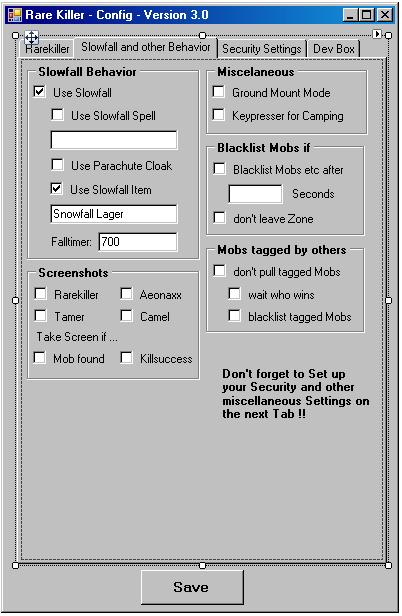 Rare Killer - Config - Version 3.0
Rarekiller
Slowfall and other Behavior
Security Settings
Dev Box
Slowfall Behavior
Use Slowfall
Use Slowfall Spell
Use Parachute Cloak
Use Slowfall Item
Snowfall Lager
Falltimer: 700
Screenshots
Rarekiller Aeonaxx
Tamer Camel
Take Screen if ...
Mob found Killsuccess
Miscelaneous
Ground Mount Mode
Keypresser for Camping
Blacklist Mobs if
Blacklist Mobs etc after
Seconds
don't leave Zone
Mobs tagged by others
don't pull tagged Mobs
wait who wins
blacklist tagged Mobs
Don't forget to Set up
your Security and other
miscellaneous Settings on
the next Tab !!
Save